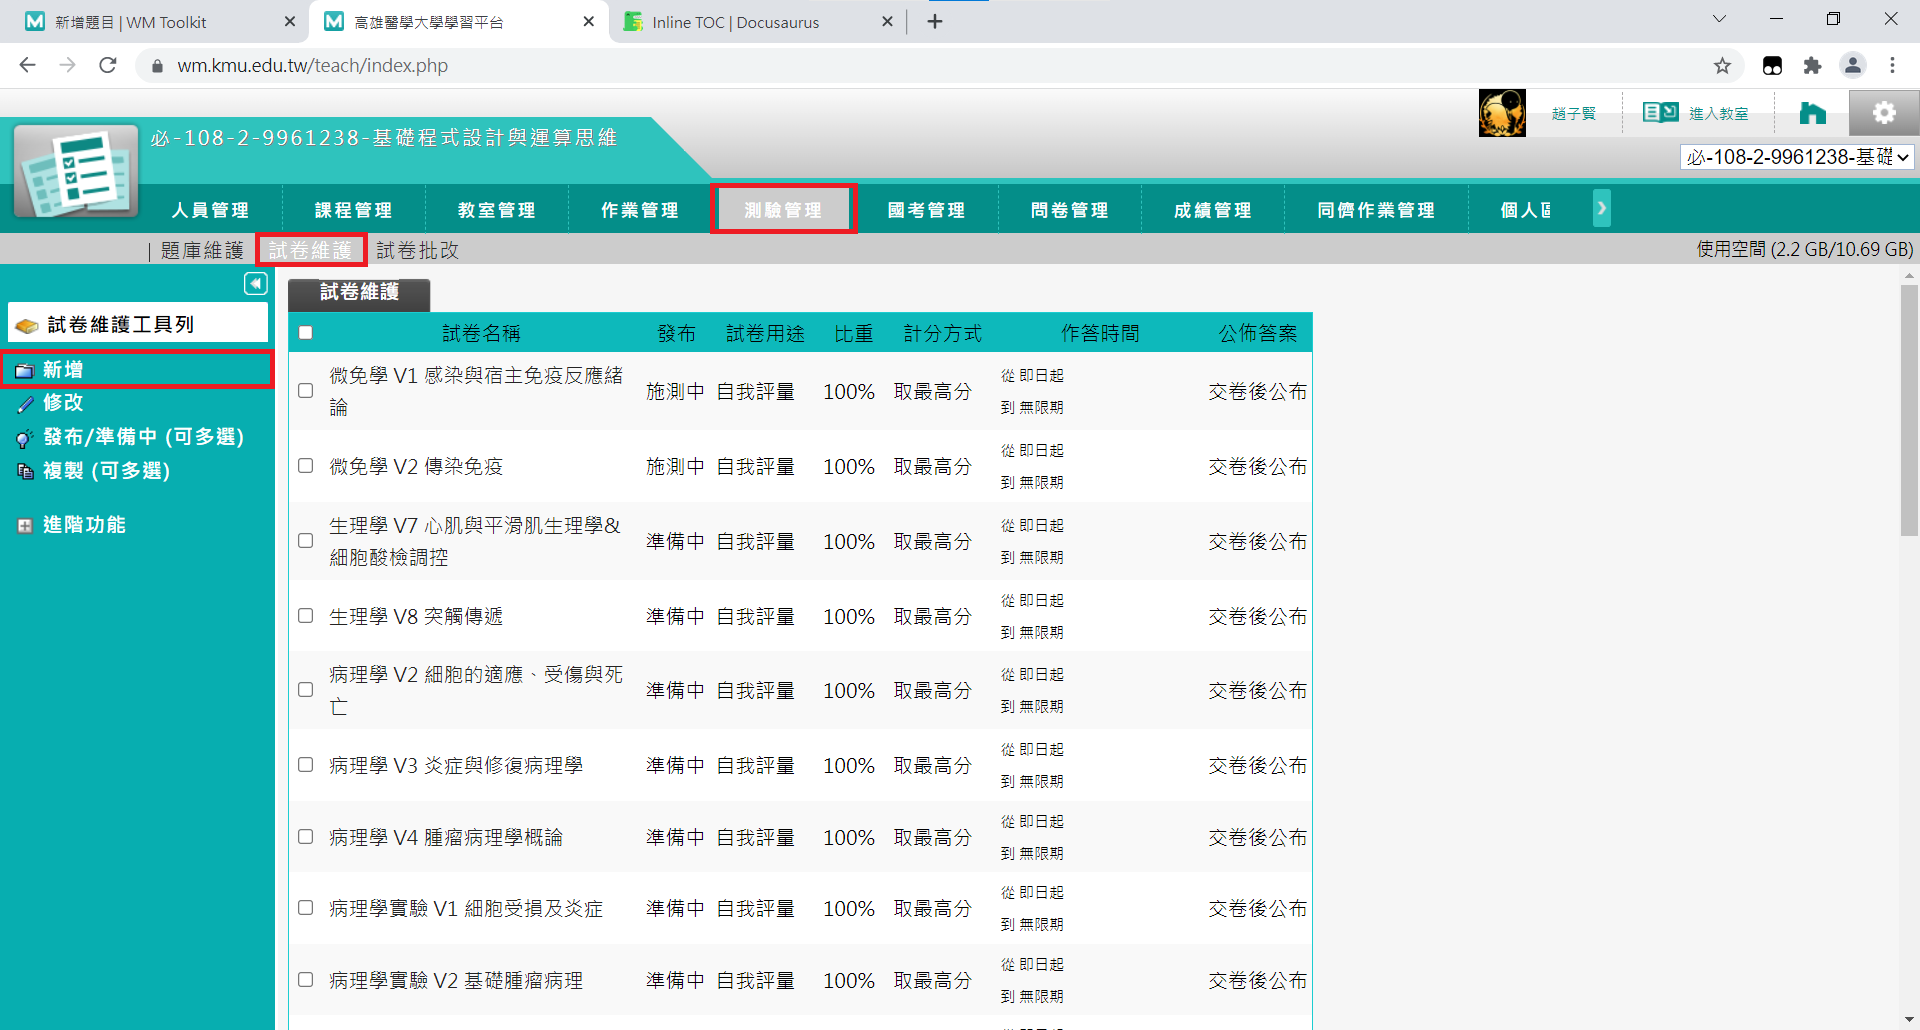 新增題目 | WM Toolkit
高雄醫學大學學習平台
Inline TOC | Docusaurus
wm.kmu.edu.tw/teach/index.php
趙子賢
進入教室
必-108-2-9961238-基礎程式設計與運算思維
必-108-2-9961238-基礎
人員管理
課程管理
教室管理
作業管理
測驗管理
國考管理
問卷管理
成績管理
同儕作業管理
個人
| 題庫維護
試卷維護
試卷批改
使用空間 (2.2 GB/10.69 GB)
試卷維護工具列
新增
修改
發布/準備中 (可多選)
複製 (可多選)
進階功能
試卷維護
試卷名稱 發布 試卷用途 比重 計分方式 作答時間 公佈答案
微免學 V1 感染與宿主免疫反應緒
論
施測中 自我評量 100% 取最高分
從 即日起
到 無限期
交卷後公布
微免學 V2 傳染免疫
施測中 自我評量 100% 取最高分
從 即日起
到 無限期
交卷後公布
生理學 V7 心肌與平滑肌生理學&
細胞酸檢調控
準備中 自我評量 100% 取最高分
從 即日起
到 無限期
交卷後公布
生理學 V8 突觸傳遞
準備中 自我評量 100% 取最高分
從 即日起
到 無限期
交卷後公布
病理學 V2 細胞的適應、受傷與死
亡
準備中 自我評量 100% 取最高分
從 即日起
到 無限期
交卷後公布
病理學 V3 炎症與修復病理學
準備中 自我評量 100% 取最高分
從 即日起
到 無限期
交卷後公布
病理學 V4 腫瘤病理學概論
準備中 自我評量 100% 取最高分
從 即日起
到 無限期
交卷後公布
病理學實驗 V1 細胞受損及炎症
準備中 自我評量 100% 取最高分
從 即日起
到 無限期
交卷後公布
病理學實驗 V2 基礎腫瘤病理
準備中 自我評量 100% 取最高分
從 即日起
到 無限期
交卷後公布